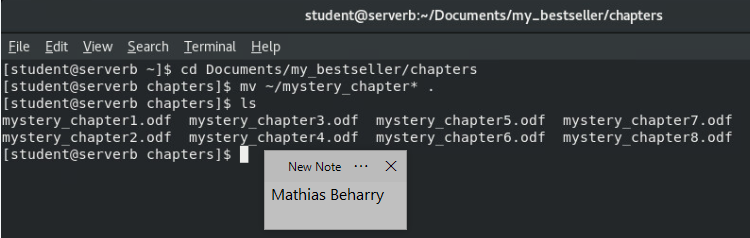 student@serverb:~/Documents/my_bestseller/chapters
File Edit View Search Terminal Help
[student@serverb ~]$ cd Documents/my_bestseller/chapters
[student@serverb chapters]$ mv ~/mystery_chapter* .
[student@serverb chapters]$ ls
mystery_chapter1.odf  mystery_chapter3.odf  mystery_chapter5.odf  mystery_chapter7.odf
mystery_chapter2.odf  mystery_chapter4.odf  mystery_chapter6.odf  mystery_chapter8.odf
[student@serverb chapters]$
New Note ···
Mathias Beharry